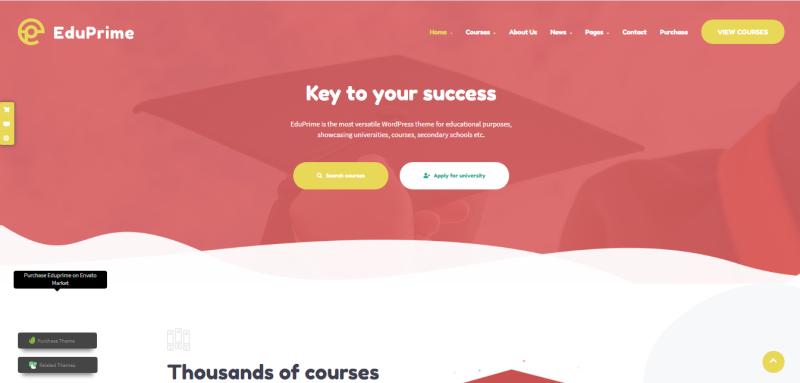 EduPrime
Home
Courses
About Us
News
Pages
Contact
Purchase
VIEW COURSES
Key to your success
EduPrime is the most versatile WordPress theme for educational purposes,
showcasing universities, courses, secondary schools etc.
Search courses
Apply for university
Purchase Eduprime on Envato
Market
Purchase Theme
Related Themes
Thousands of courses